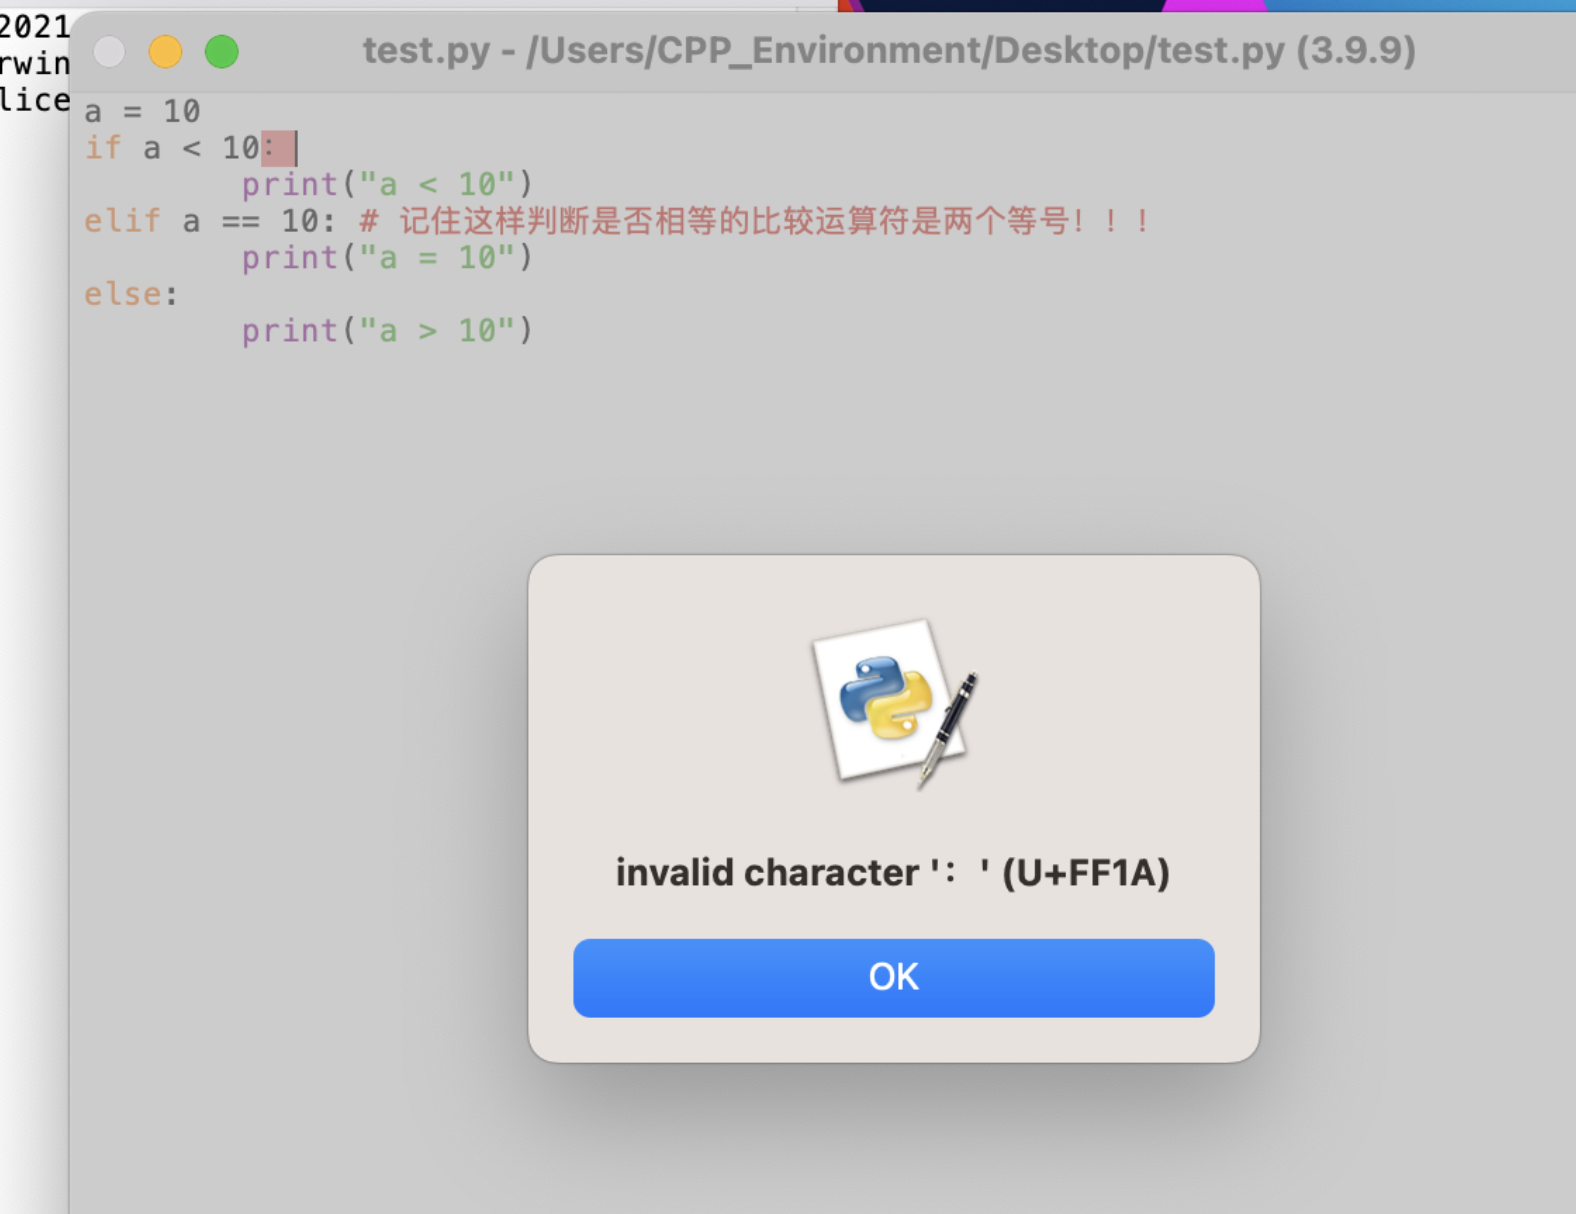 2021
rwin
lice
test.py - /Users/CPP_Environment/Desktop/test.py (3.9.9)
a = 10
if a < 10：
        print("a < 10")
elif a == 10: # 记住这样判断是否相等的比较运算符是两个等号！！！
        print("a = 10")
else:
        print("a > 10")
invalid character '：' (U+FF1A)
OK